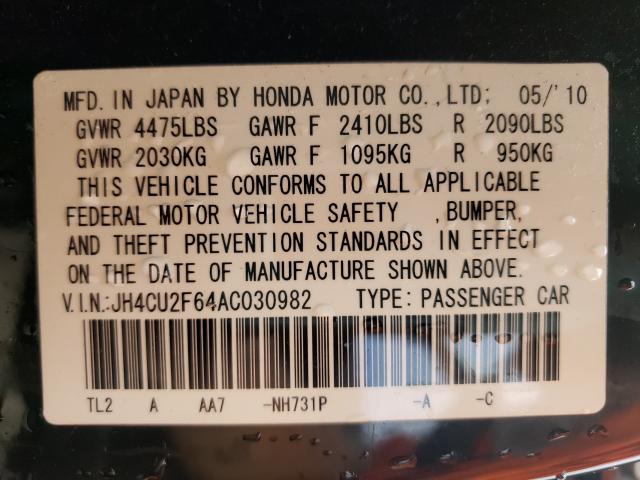 MFD. IN JAPAN BY HONDA MOTOR CO.,LTD; 05/'10
GVWR 4475LBS GAWR F 2410LBS R 2090LBS
GVWR 2030KG GAWR F 1095KG R 950KG
THIS VEHICLE CONFORMS TO ALL APPLICABLE
FEDERAL MOTOR VEHICLE SAFETY ,BUMPER,
AND THEFT PREVENTION STANDARDS IN EFFECT
ON THE DATE OF MANUFACTURE SHOWN ABOVE.
V.I.N.:JH4CU2F64AC030982 TYPE: PASSENGER CAR
TL2 A AA7 -NH731P -A -C